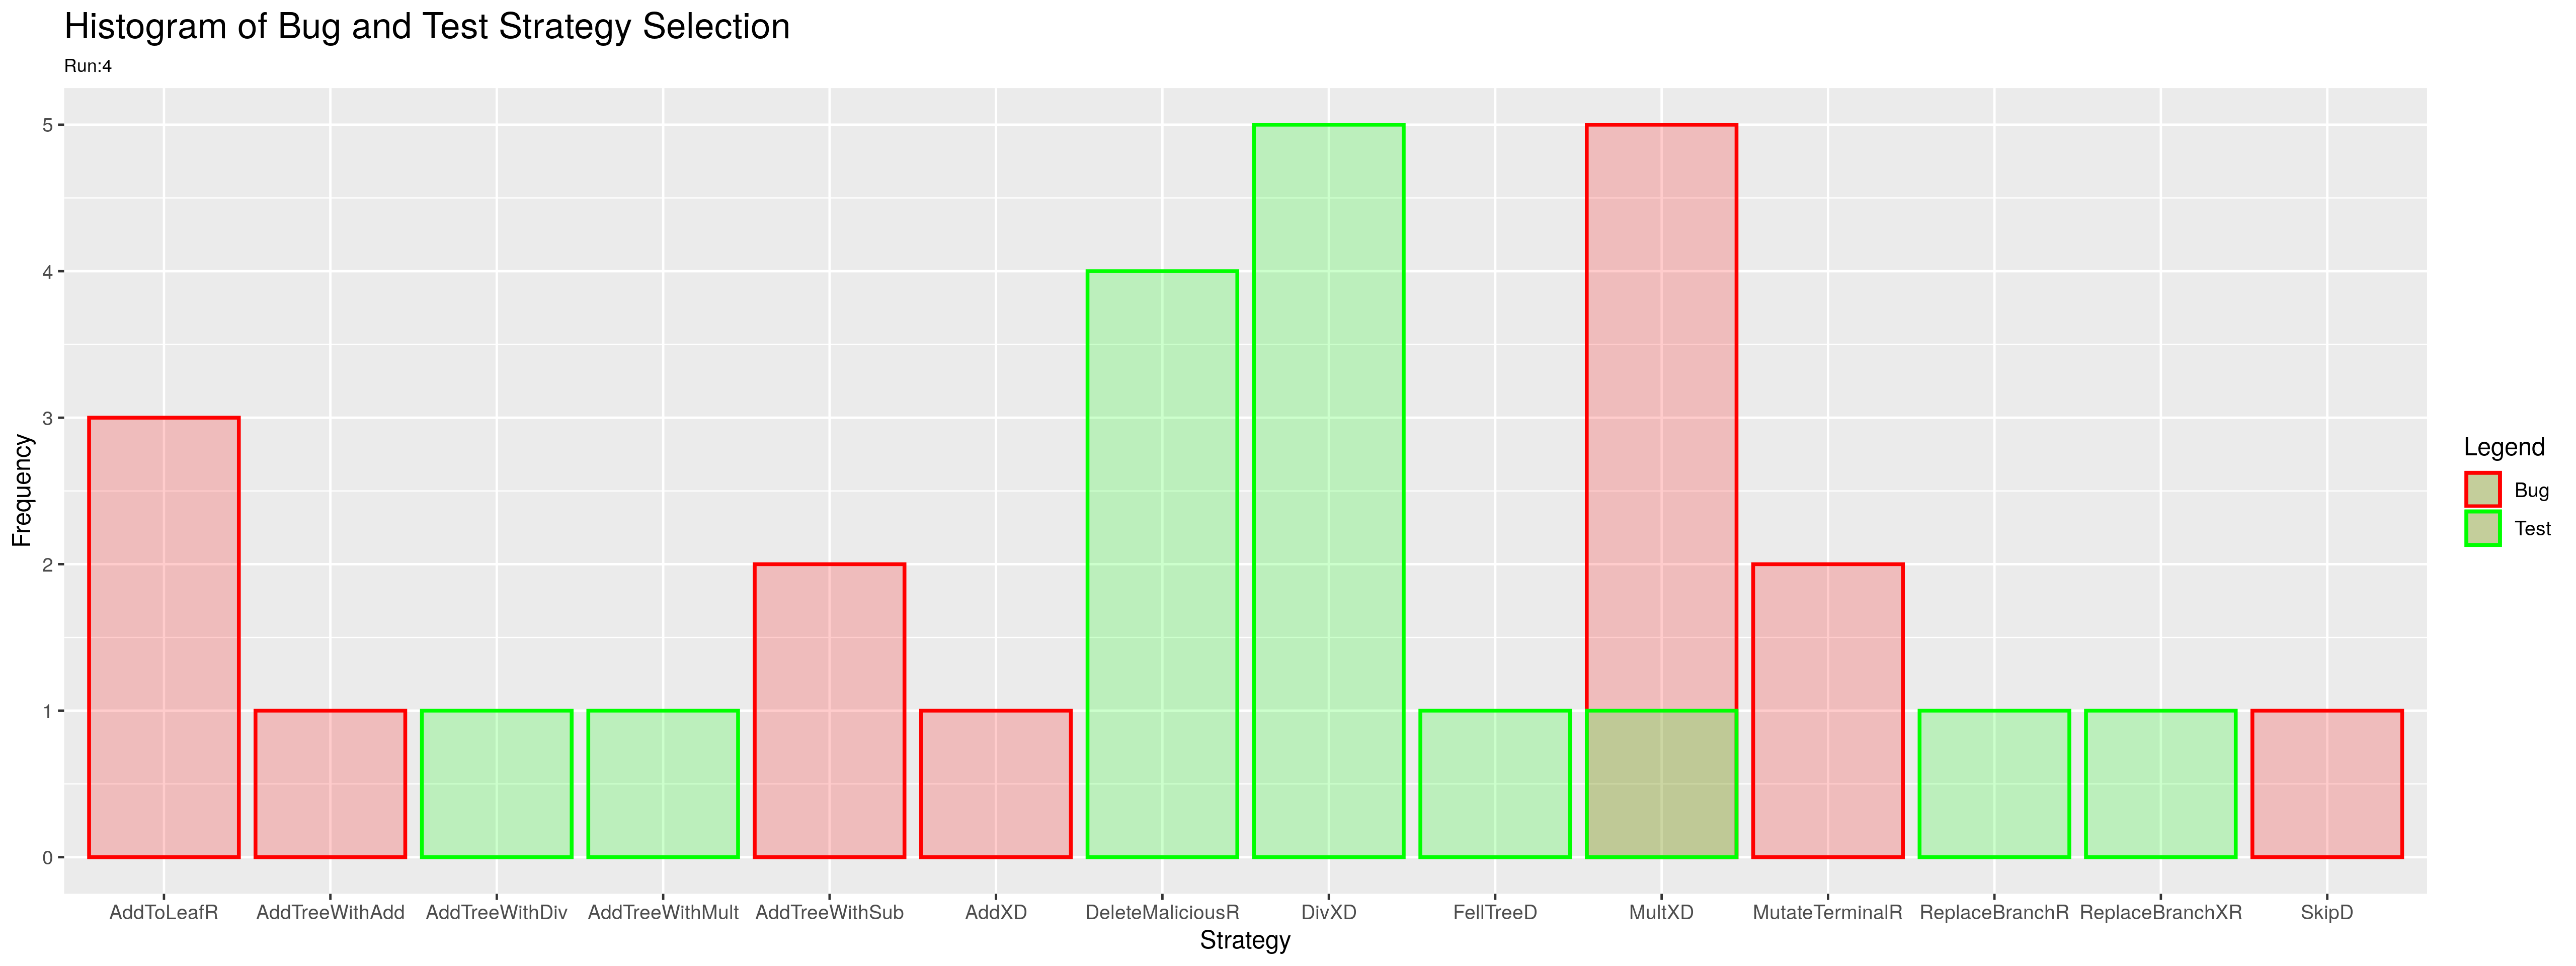 Histogram of Bug and Test Strategy Selection
Run:4
Frequency
5
4
3
2
1
0
AddToLeafR AddTreeWithAdd AddTreeWithDiv AddTreeWithMult AddTreeWithSub AddXD DeleteMaliciousR DivXD FellTreeD MultXD MutateTerminalR ReplaceBranchR ReplaceBranchXR SkipD
Strategy
Legend
Bug
Test